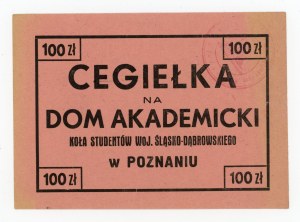 100 zł 100 zł
CEGIEŁKA
NA
DOM AKADEMICKI
KOŁA STUDENTÓW WOJ. ŚLĄSKO-DĄBROWSKIEGO
w POZNANIU
100 zł 100 zł